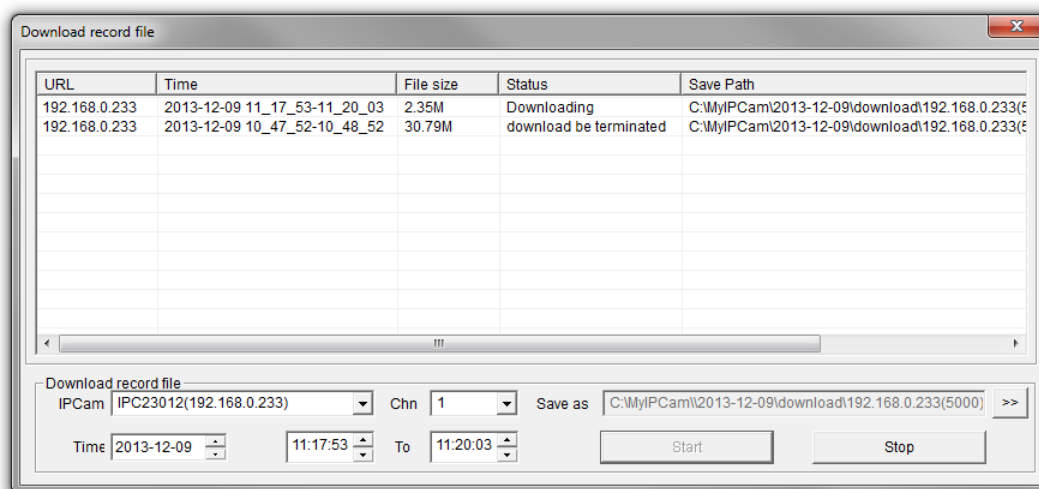 Download record file
URL Time File size Status Save Path
192.168.0.233 2013-12-09 11_17_53-11_20_03 2.35M Downloading C:\MyIPCam\2013-12-09\download\192.168.0.233(5
192.168.0.233 2013-12-09 10_47_52-10_48_52 30.79M download be terminated C:\MyIPCam\2013-12-09\download\192.168.0.233(5
Download record file
IPCam IPC23012(192.168.0.233) Chn 1 Save as C:\MyIPCam\\2013-12-09\download\192.168.0.233(5000) >>
Time 2013-12-09 11:17:53 To 11:20:03 Start Stop